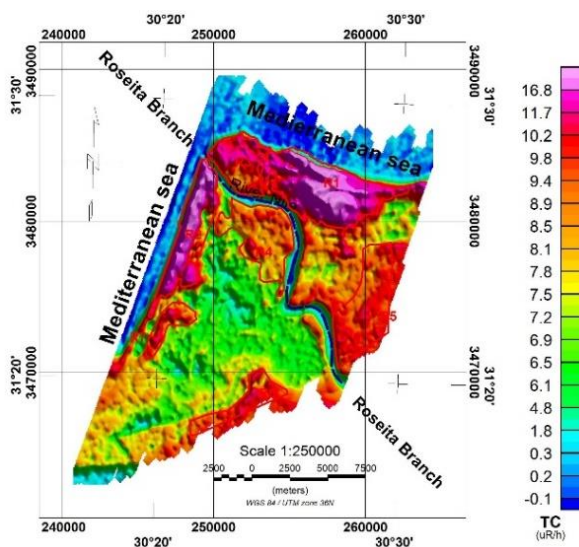 30°20' 30°30'
240000 250000 260000
3490000
31°30'
Roseita Branch
Mediterranean sea
Mediterranean sea
3490000
31°30'
3480000
3480000
3470000
31°20'
3470000
31°20'
5
Roseita Branch
Scale 1:250000
2500 0 2500 5000 7500
(meters)
WGS 84 / UTM zone 36N
240000 250000 260000
30°20' 30°30'
16.8
11.7
10.2
9.8
9.4
8.9
8.5
8.1
7.8
7.5
7.2
6.9
6.5
6.1
4.8
1.8
0.3
0.2
-0.1
TC
(uR/h)